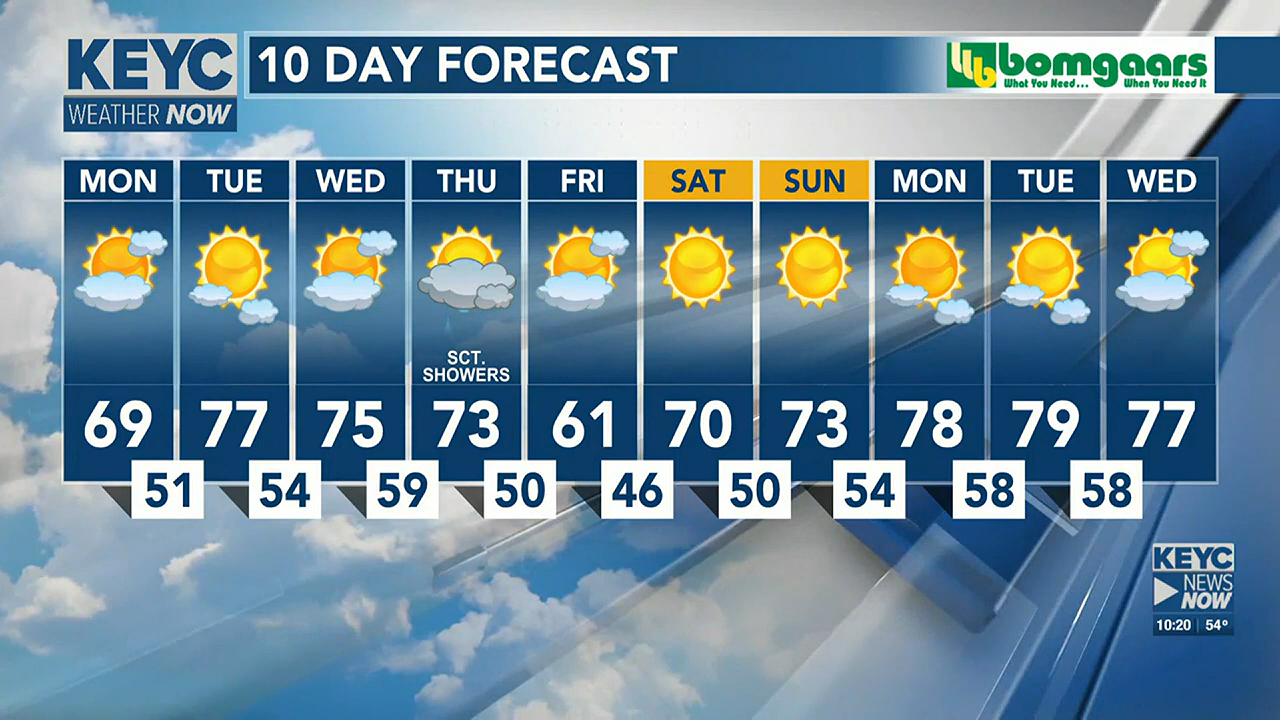 KEYC
WEATHER NOW
10 DAY FORECAST
bomgaars
What You Need... When You Need It
MON TUE WED THU FRI SAT SUN MON TUE WED
SCT.
SHOWERS
69 77 75 73 61 70 73 78 79 77
51 54 59 50 46 50 54 58 58
KEYC
NEWS
NOW
10:20 54°